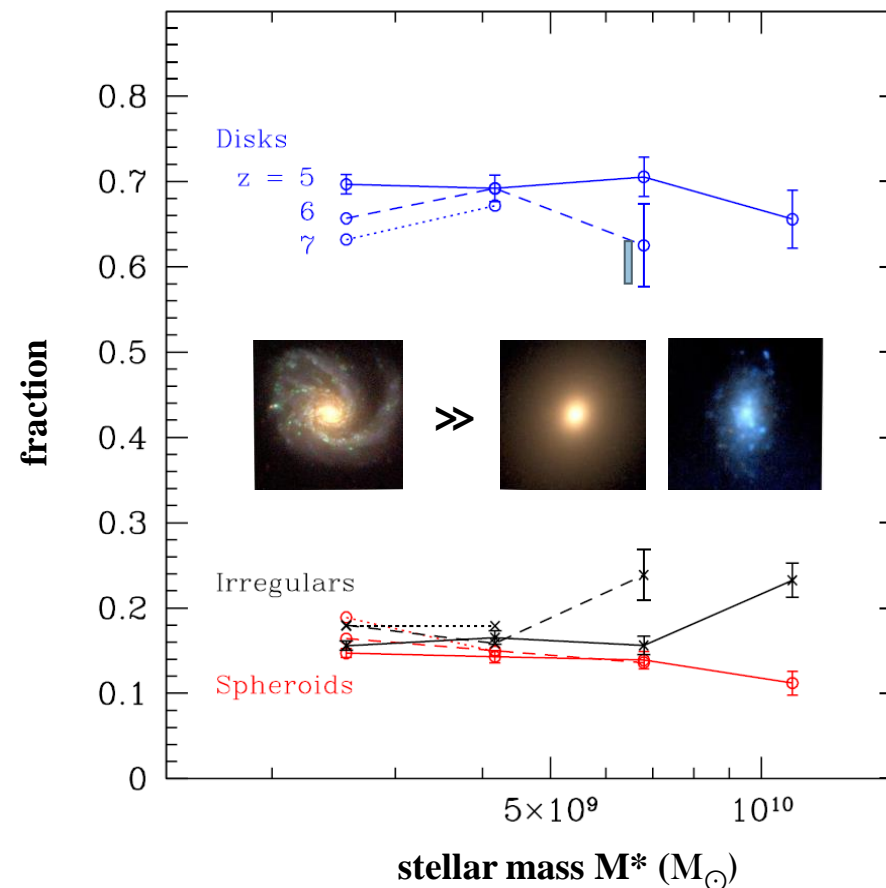 0.8
Disks
z = 5
0.7
6
7
0.6
0.5
≫
0.4
0.3
Irregulars
0.2
Spheroids
0.1
0
fraction
5×10⁹ 10¹⁰
stellar mass M* (M☉)